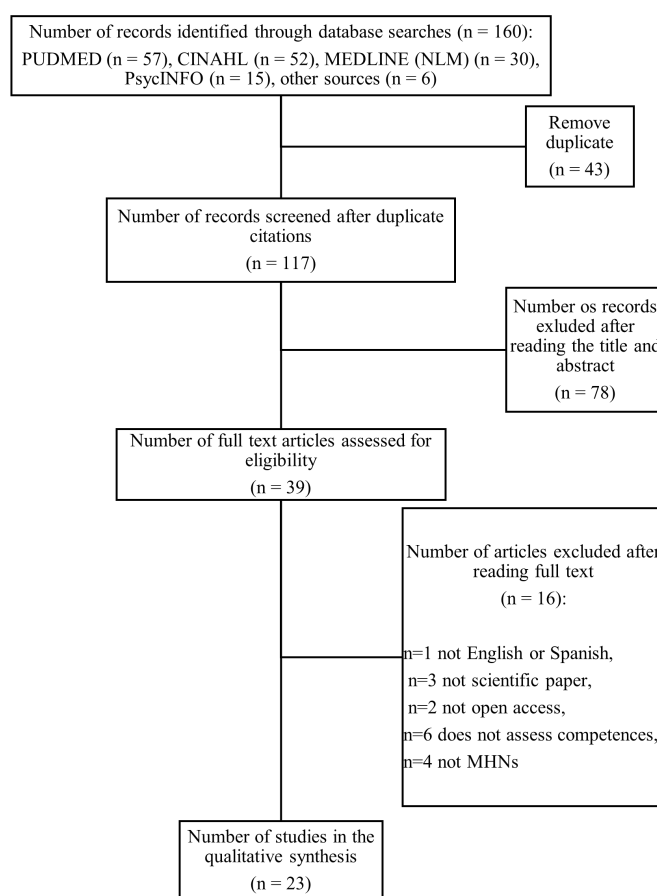 Number of records identified through database searches (n = 160):
PUDMED (n = 57), CINAHL (n = 52), MEDLINE (NLM) (n = 30),
PsycINFO (n = 15), other sources (n = 6)
Remove
duplicate
(n = 43)
Number of records screened after duplicate
citations
(n = 117)
Number os records
exluded after
reading the title and
abstract
(n = 78)
Number of full text articles assessed for
eligibility
(n = 39)
Number of articles excluded after
reading full text
(n = 16):
n=1 not English or Spanish,
n=3 not scientific paper,
n=2 not open access,
n=6 does not assess competences,
n=4 not MHNs
Number of studies in the
qualitative synthesis
(n = 23)